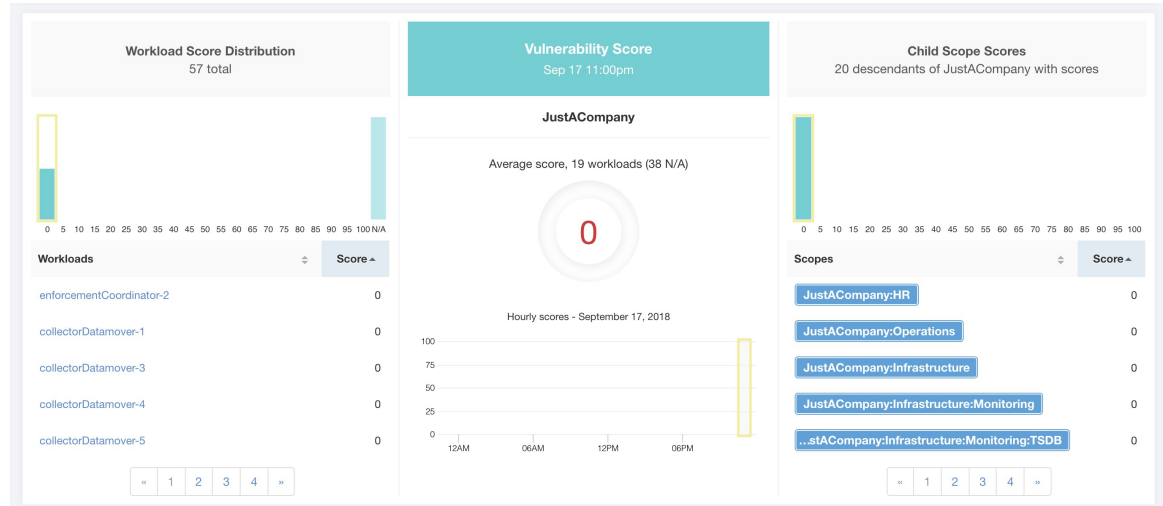 Workload Score Distribution
57 total
0 5 10 15 20 25 30 35 40 45 50 55 60 65 70 75 80 85 90 95 100 N/A
Workloads Score
enforcementCoordinator-2 0
collectorDatamover-1 0
collectorDatamover-3 0
collectorDatamover-4 0
collectorDatamover-5 0
« 1 2 3 4 »
Vulnerability Score
Sep 17 11:00pm
JustACompany
Average score, 19 workloads (38 N/A)
0
Hourly scores - September 17, 2018
100
75
50
25
0
12AM 06AM 12PM 06PM
Child Scope Scores
20 descendants of JustACompany with scores
0 5 10 15 20 25 30 35 40 45 50 55 60 65 70 75 80 85 90 95 100
Scopes Score
JustACompany:HR 0
JustACompany:Operations 0
JustACompany:Infrastructure 0
JustACompany:Infrastructure:Monitoring 0
...stACompany:Infrastructure:Monitoring:TSDB 0
« 1 2 3 4 »